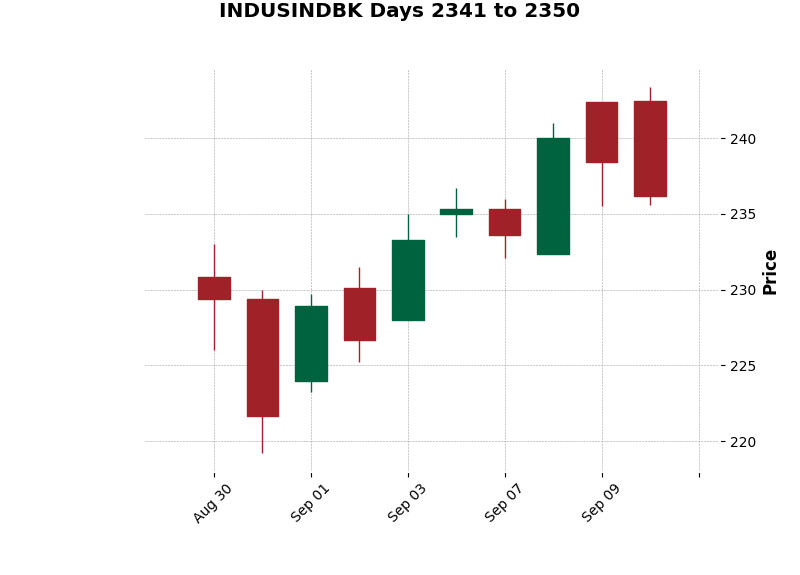 INDUSINDBK Days 2341 to 2350
240
235
230
225
220
Price
Aug 30
Sep 01
Sep 03
Sep 07
Sep 09